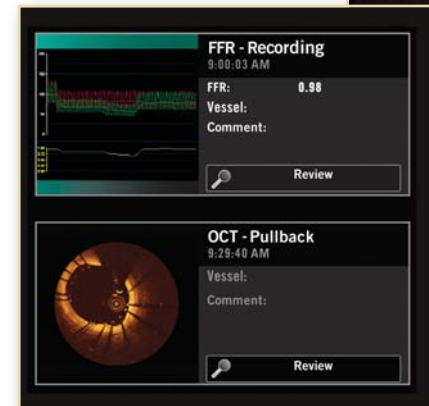 FFR - Recording
9:00:03 AM
FFR: 0.98
Vessel:
Comment:
Review
OCT - Pullback
9:29:40 AM
Vessel:
Comment:
Review